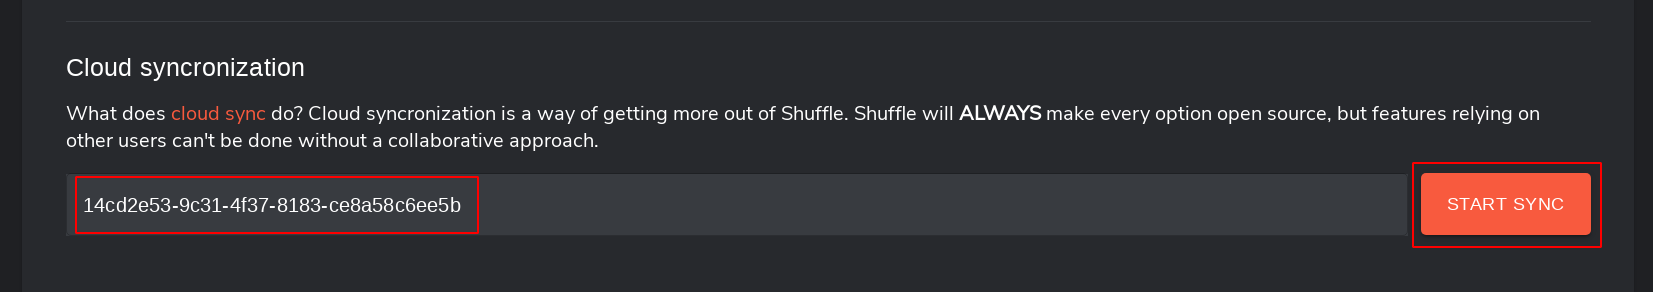 Cloud syncronization
What does cloud sync do? Cloud syncronization is a way of getting more out of Shuffle. Shuffle will ALWAYS make every option open source, but features relying on
other users can't be done without a collaborative approach.
14cd2e53-9c31-4f37-8183-ce8a58c6ee5b
START SYNC